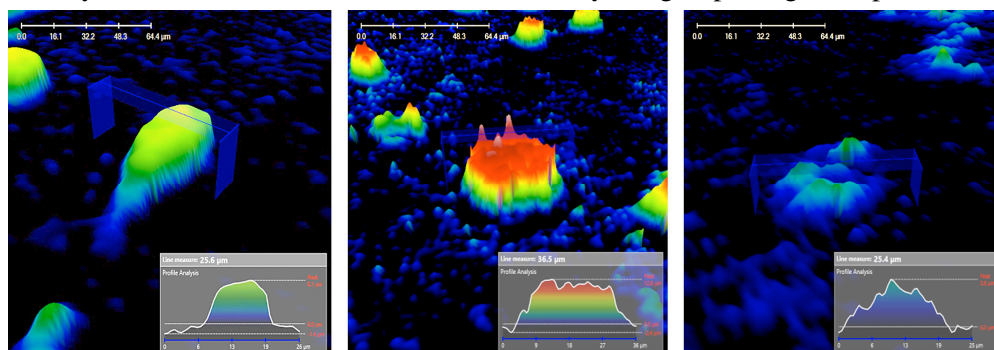 0.0 16.1 32.2 48.3 64.4 µm
Line measure: 25.6 µm
Profile Analysis
0 6 13 19 26 µm
0.0 16.1 32.2 48.3 64.4 µm
Line measure: 36.5 µm
Profile Analysis
0 9 18 27 36 µm
0.0 16.1 32.2 48.3 64.4 µm
Line measure: 25.4 µm
Profile Analysis
0 6 13 19 25 µm